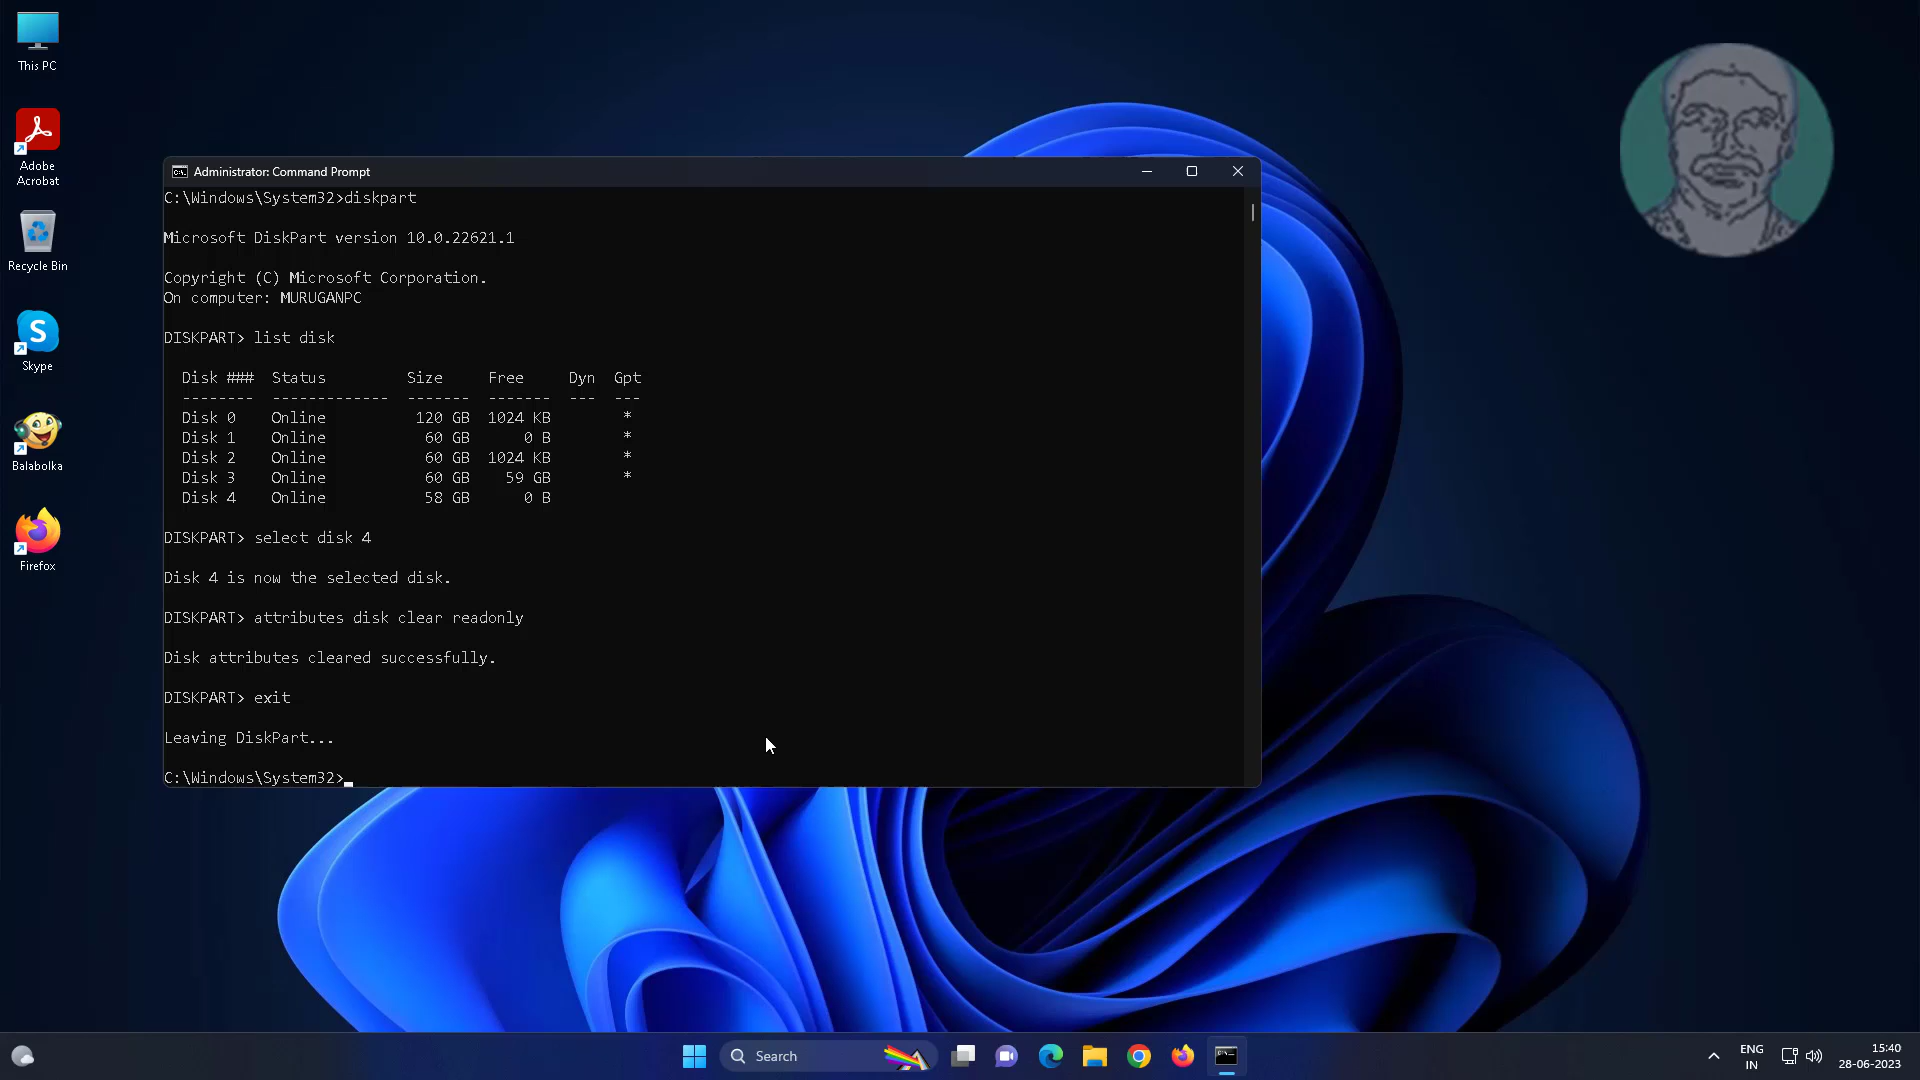 This PC
Adobe
Acrobat
Recycle Bin
Skype
Balabolka
Firefox
Administrator: Command Prompt
C:\Windows\System32>diskpart
Microsoft DiskPart version 10.0.22621.1
Copyright (C) Microsoft Corporation.
On computer: MURUGANPC
DISKPART> list disk
Disk ### Status Size Free Dyn Gpt
-------- ------------- ------- ------- --- ---
Disk 0 Online 120 GB 1024 KB *
Disk 1 Online 60 GB 0 B *
Disk 2 Online 60 GB 1024 KB *
Disk 3 Online 60 GB 59 GB *
Disk 4 Online 58 GB 0 B
DISKPART> select disk 4
Disk 4 is now the selected disk.
DISKPART> attributes disk clear readonly
Disk attributes cleared successfully.
DISKPART> exit
Leaving DiskPart...
C:\Windows\System32>
Search
ENG
IN
15:40
28-06-2023